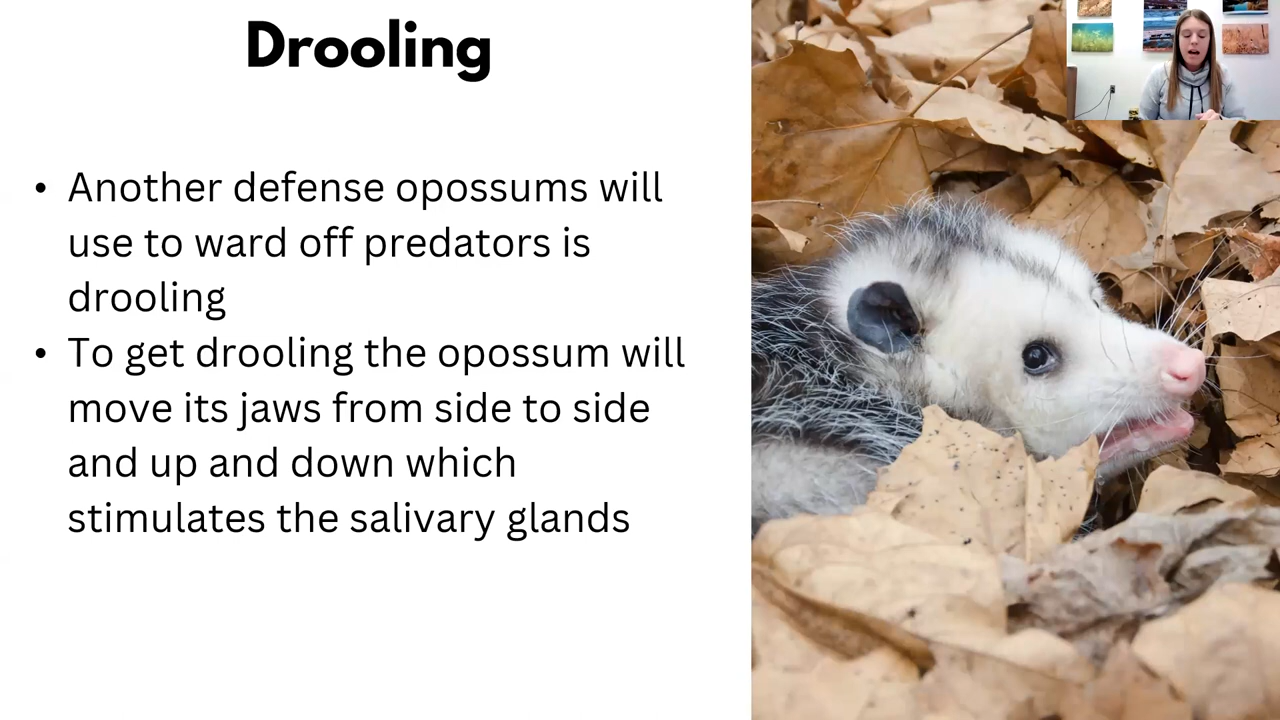 Drooling
• Another defense opossums will
use to ward off predators is
drooling
• To get drooling the opossum will
move its jaws from side to side
and up and down which
stimulates the salivary glands